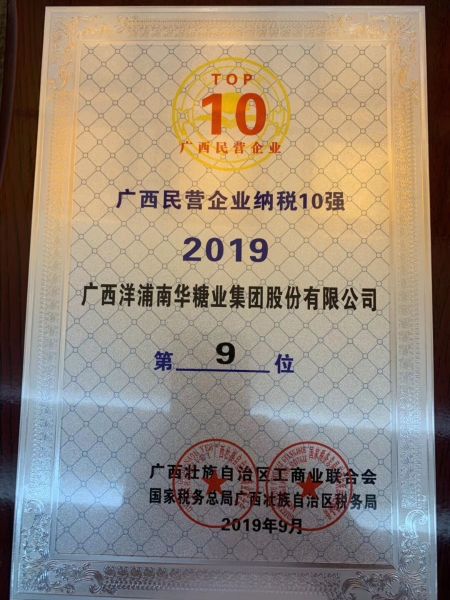 TOP
10
广西民营企业
广西民营企业纳税10强
2019
广西洋浦南华糖业集团股份有限公司
第 9 位
广西壮族自治区工商业联合会
国家税务总局广西壮族自治区税务局
2019年9月